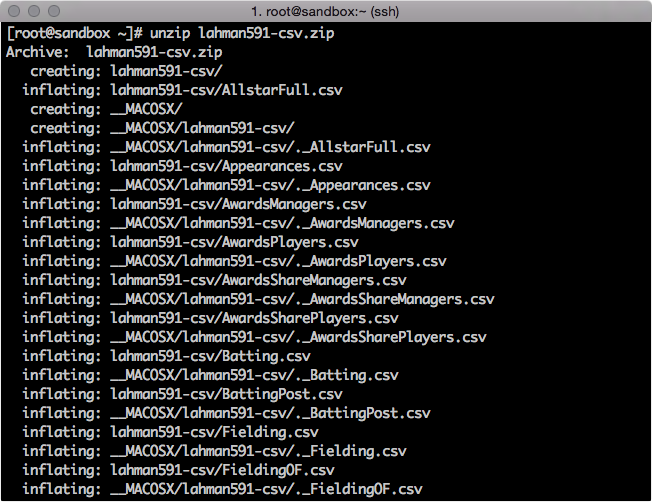 1. root@sandbox:~ (ssh)
[root@sandbox ~]# unzip lahman591-csv.zip
Archive:  lahman591-csv.zip
   creating: lahman591-csv/
  inflating: lahman591-csv/AllstarFull.csv
   creating: __MACOSX/
   creating: __MACOSX/lahman591-csv/
  inflating: __MACOSX/lahman591-csv/._AllstarFull.csv
  inflating: lahman591-csv/Appearances.csv
  inflating: __MACOSX/lahman591-csv/._Appearances.csv
  inflating: lahman591-csv/AwardsManagers.csv
  inflating: __MACOSX/lahman591-csv/._AwardsManagers.csv
  inflating: lahman591-csv/AwardsPlayers.csv
  inflating: __MACOSX/lahman591-csv/._AwardsPlayers.csv
  inflating: lahman591-csv/AwardsShareManagers.csv
  inflating: __MACOSX/lahman591-csv/._AwardsShareManagers.csv
  inflating: lahman591-csv/AwardsSharePlayers.csv
  inflating: __MACOSX/lahman591-csv/._AwardsSharePlayers.csv
  inflating: lahman591-csv/Batting.csv
  inflating: __MACOSX/lahman591-csv/._Batting.csv
  inflating: lahman591-csv/BattingPost.csv
  inflating: __MACOSX/lahman591-csv/._BattingPost.csv
  inflating: lahman591-csv/Fielding.csv
  inflating: __MACOSX/lahman591-csv/._Fielding.csv
  inflating: lahman591-csv/FieldingOF.csv
  inflating: __MACOSX/lahman591-csv/._FieldingOF.csv